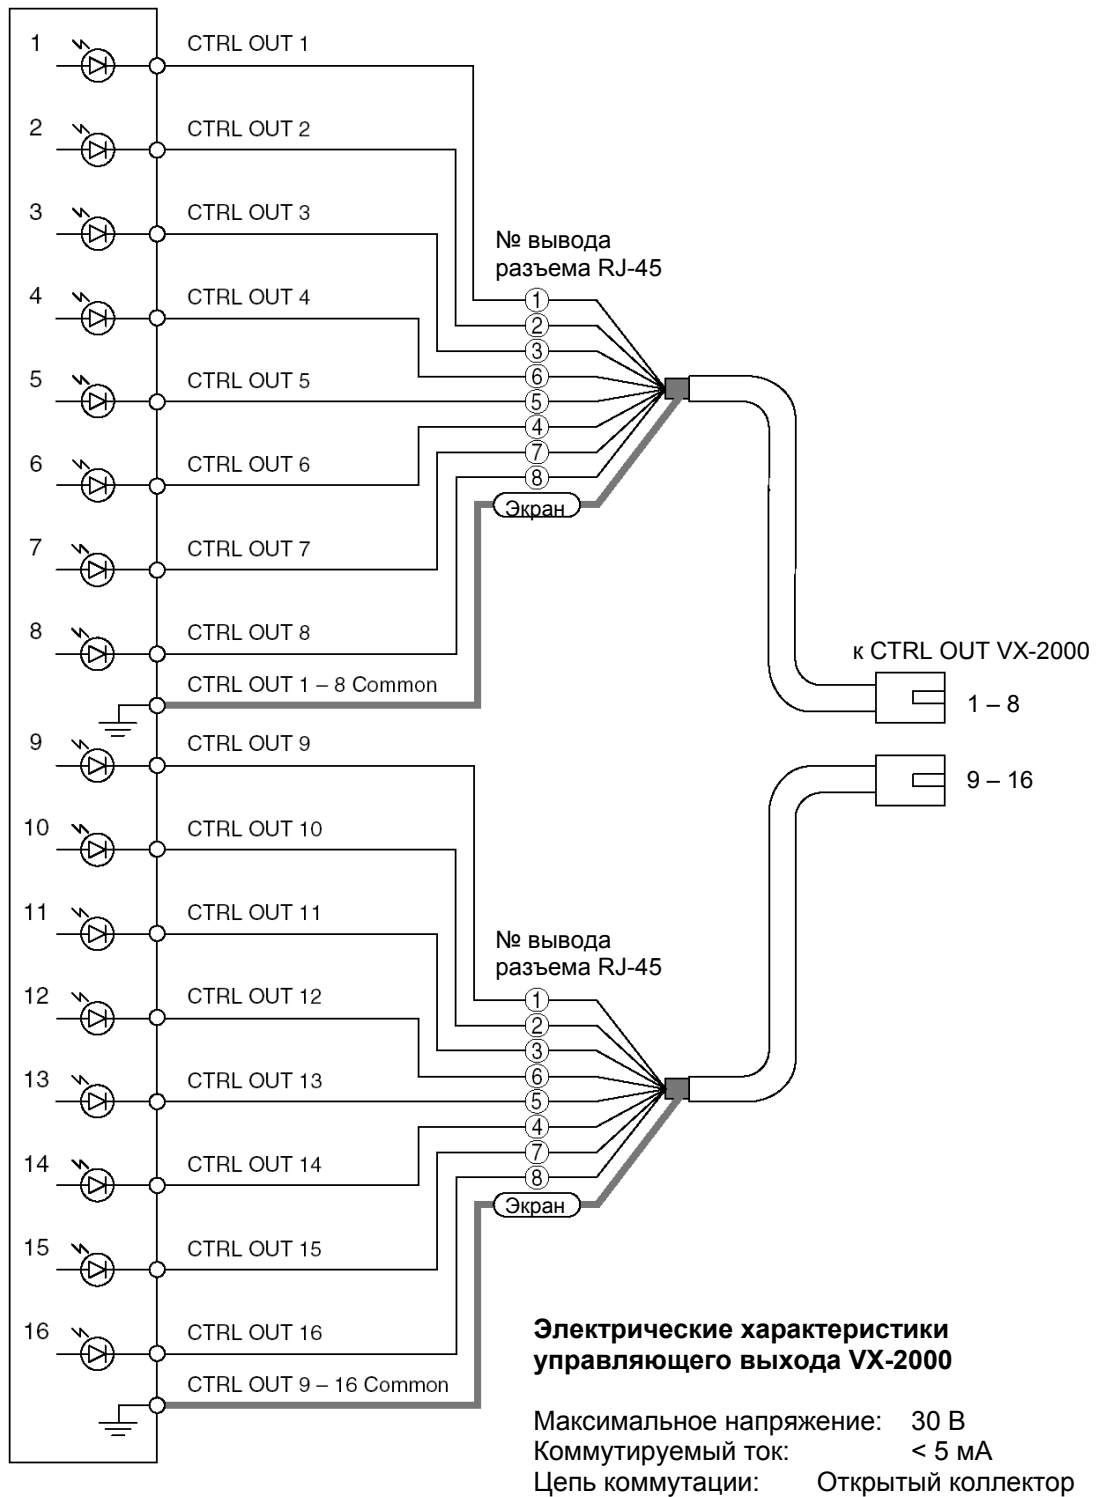 1
CTRL OUT 1
2
CTRL OUT 2
3
CTRL OUT 3
№ вывода
разъема RJ-45
4
CTRL OUT 4
1
2
3
6
5
4
7
8
Экран
5
CTRL OUT 5
6
CTRL OUT 6
7
CTRL OUT 7
8
CTRL OUT 8
к CTRL OUT VX-2000
CTRL OUT 1 – 8 Common
1 – 8
9
CTRL OUT 9
9 – 16
10
CTRL OUT 10
11
CTRL OUT 11
№ вывода
разъема RJ-45
12
CTRL OUT 12
1
2
3
6
5
4
7
8
Экран
13
CTRL OUT 13
14
CTRL OUT 14
15
CTRL OUT 15
16
CTRL OUT 16
CTRL OUT 9 – 16 Common
Электрические характеристики
управляющего выхода VX-2000
Максимальное напряжение: 30 В
Коммутируемый ток: < 5 мА
Цепь коммутации: Открытый коллектор